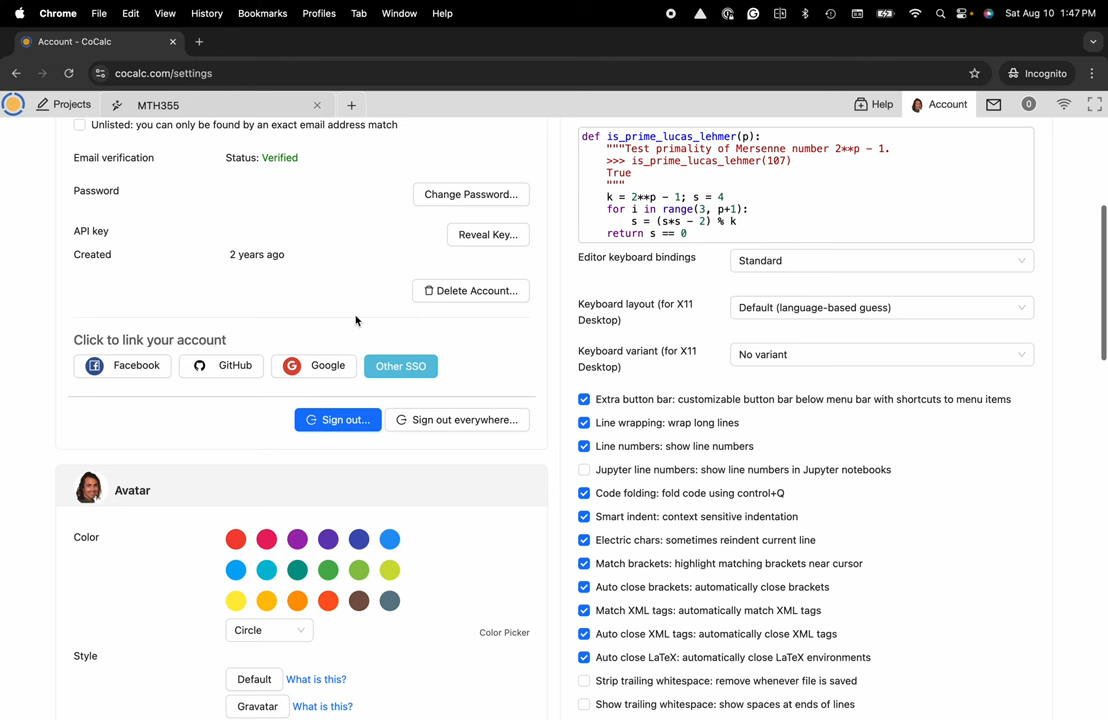 Chrome File Edit View History Bookmarks Profiles Tab Window Help Sat Aug 10 1:47 PM
Account - CoCalc
cocalc.com/settings Incognito
Projects MTH355 Help Account 0
Unlisted: you can only be found by an exact email address match
Email verification Status: Verified
Password Change Password...
API key Reveal Key...
Created 2 years ago
Delete Account...
Click to link your account
Facebook GitHub Google Other SSO
Sign out... Sign out everywhere...
Avatar
Color
Circle Color Picker
Style
Default What is this?
Gravatar What is this?
def is_prime_lucas_lehmer(p):
"""Test primality of Mersenne number 2**p - 1.
>>> is_prime_lucas_lehmer(107)
True
"""
k = 2**p - 1; s = 4
for i in range(3, p+1):
s = (s*s - 2) % k
return s == 0
Editor keyboard bindings Standard
Keyboard layout (for X11 Default (language-based guess)
Desktop)
Keyboard variant (for X11 No variant
Desktop)
Extra button bar: customizable button bar below menu bar with shortcuts to menu items
Line wrapping: wrap long lines
Line numbers: show line numbers
Jupyter line numbers: show line numbers in Jupyter notebooks
Code folding: fold code using control+Q
Smart indent: context sensitive indentation
Electric chars: sometimes reindent current line
Match brackets: highlight matching brackets near cursor
Auto close brackets: automatically close brackets
Match XML tags: automatically match XML tags
Auto close XML tags: automatically close XML tags
Auto close LaTeX: automatically close LaTeX environments
Strip trailing whitespace: remove whenever file is saved
Show trailing whitespace: show spaces at ends of lines